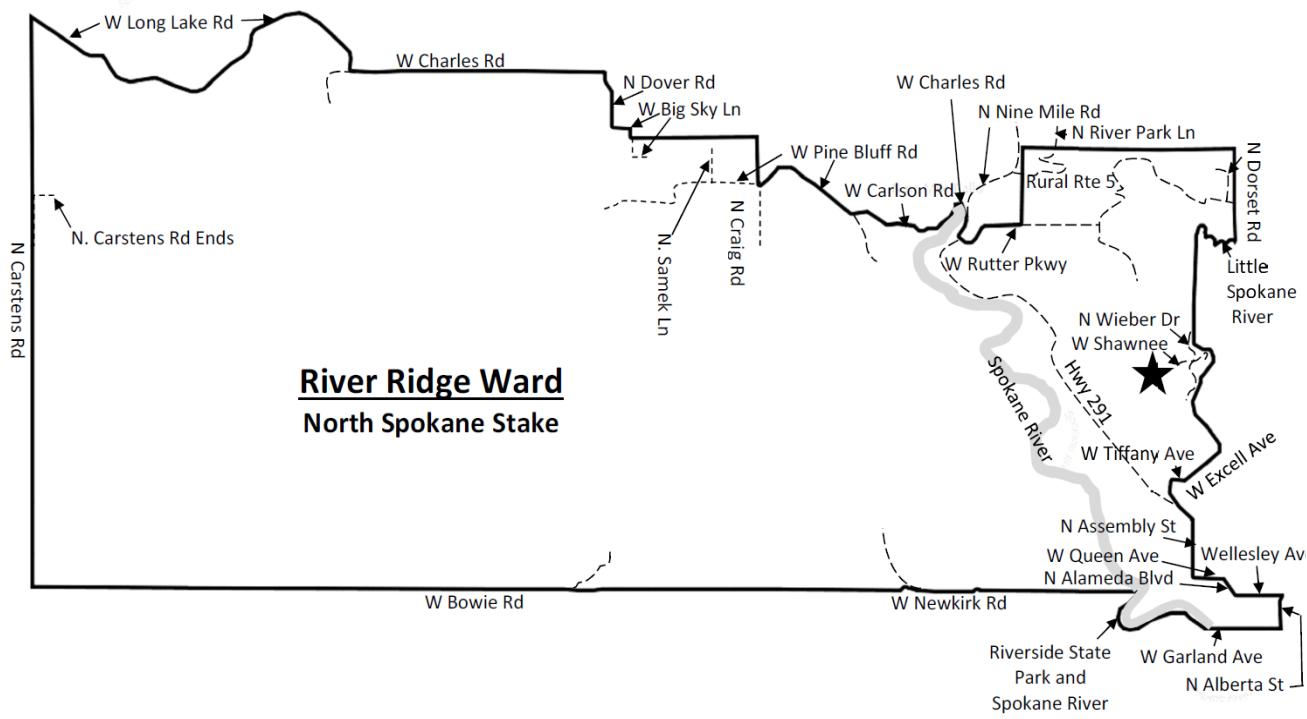 W Long Lake Rd
W Charles Rd
N Dover Rd
W Big Sky Ln
W Charles Rd
N Nine Mile Rd
N River Park Ln
N Dorset Rd
W Pine Bluff Rd
Rural Rte 5
W Carlson Rd
N. Carstens Rd Ends
N Carstens Rd
N. Samek Ln
N Craig Rd
W Rutter Pkwy
Little
Spokane
River
N Wieber Dr
W Shawnee
River Ridge Ward
North Spokane Stake
Spokane River
Hwy 291
W Tiffany Ave
W Excell Ave
N Assembly St
W Queen Ave
Wellesley Ave
N Alameda Blvd
W Bowie Rd
W Newkirk Rd
Riverside State
Park and
Spokane River
W Garland Ave
N Alberta St